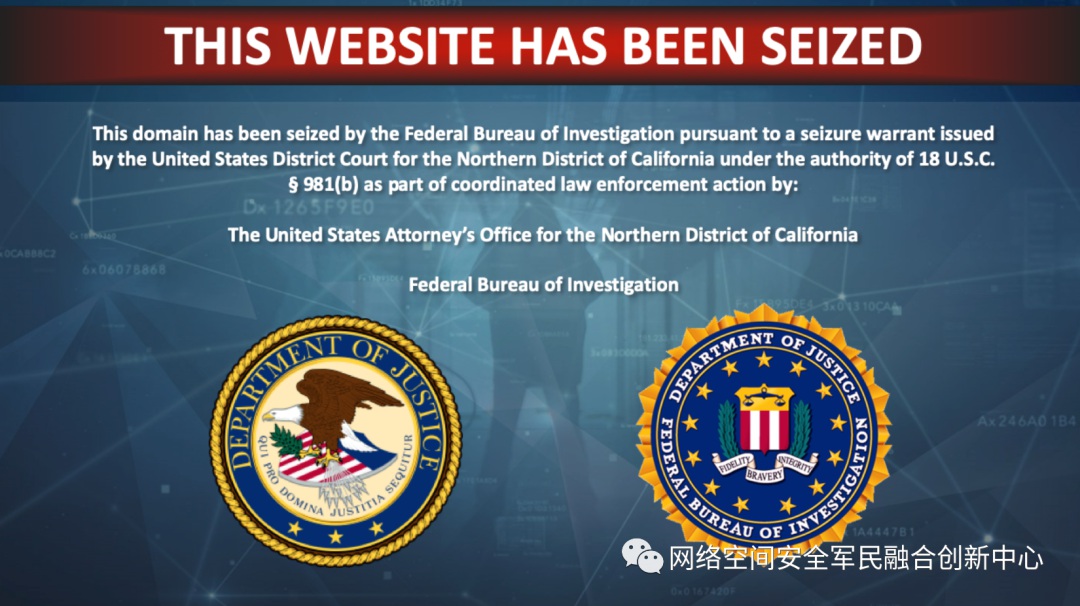 THIS WEBSITE HAS BEEN SEIZED
This domain has been seized by the Federal Bureau of Investigation pursuant to a seizure warrant issued
by the United States District Court for the Northern District of California under the authority of 18 U.S.C.
§ 981(b) as part of coordinated law enforcement action by:
Dx 1265F9E0
The United States Attorney’s Office for the Northern District of California
6x06078868
Federal Bureau of Investigation
DEPARTMENT OF JUSTICE
QUI PRO DOMINA JUSTITIA SEQUITUR
DEPARTMENT OF JUSTICE
FIDELITY BRAVERY INTEGRITY
FEDERAL BUREAU OF INVESTIGATION
网络空间安全军民融合创新中心